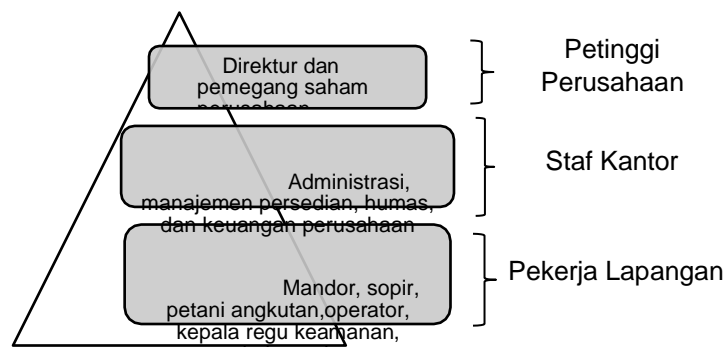 Direktur dan
pemegang saham
perusahaan
Petinggi
Perusahaan
Administrasi,
manajemen persedian, humas,
dan keuangan perusahaan
Staf Kantor
Mandor, sopir,
petani angkutan,operator,
kepala regu keamanan,
Pekerja Lapangan